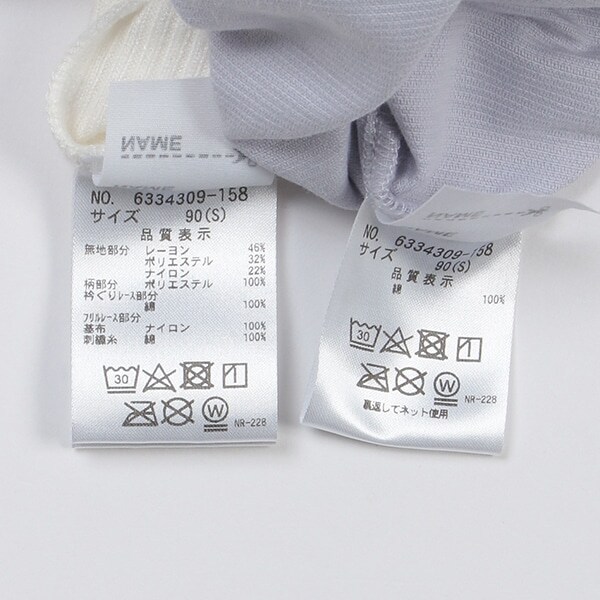 NAME
NO. 6334309-158
サイズ 90(S)
品質表示
無地部分 レーヨン 46%
ポリエステル 32%
ナイロン 22%
柄部分 ポリエステル 100%
衿ぐりレース部分
綿 100%
フリルレース部分
基布 ナイロン 100%
刺繍糸 綿 100%
30
W
NR-228
NAME
NO. 6334309-158
サイズ 90(S)
品質表示
綿 100%
30
W
NR-228
裏返してネット使用